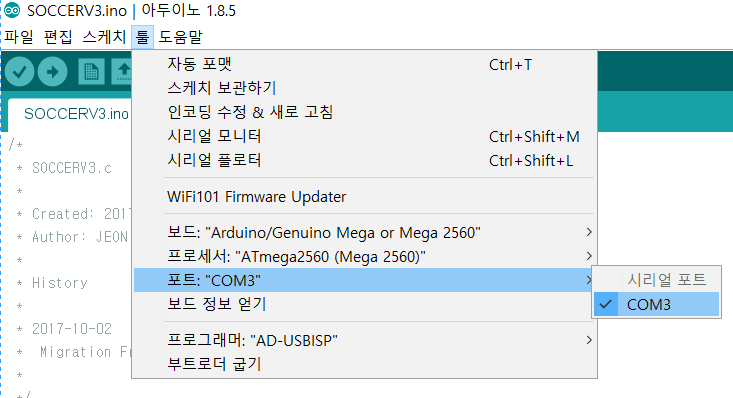 SOCCERV3.ino | 아두이노 1.8.5
파일 편집 스케치 툴 도움말
SOCCERV3.ino
자동 포맷 Ctrl+T
스케치 보관하기
인코딩 수정 & 새로 고침
시리얼 모니터 Ctrl+Shift+M
시리얼 플로터 Ctrl+Shift+L
WiFi101 Firmware Updater
보드: "Arduino/Genuino Mega or Mega 2560"
프로세서: "ATmega2560 (Mega 2560)"
포트: "COM3"
보드 정보 얻기
프로그래머: "AD-USBISP"
부트로더 굽기
시리얼 포트
COM3
/*
* SOCCERV3.c
*
* Created: 2017
* Author: JEON
*
* History
*
* 2017-10-02
* Migration
*
*/